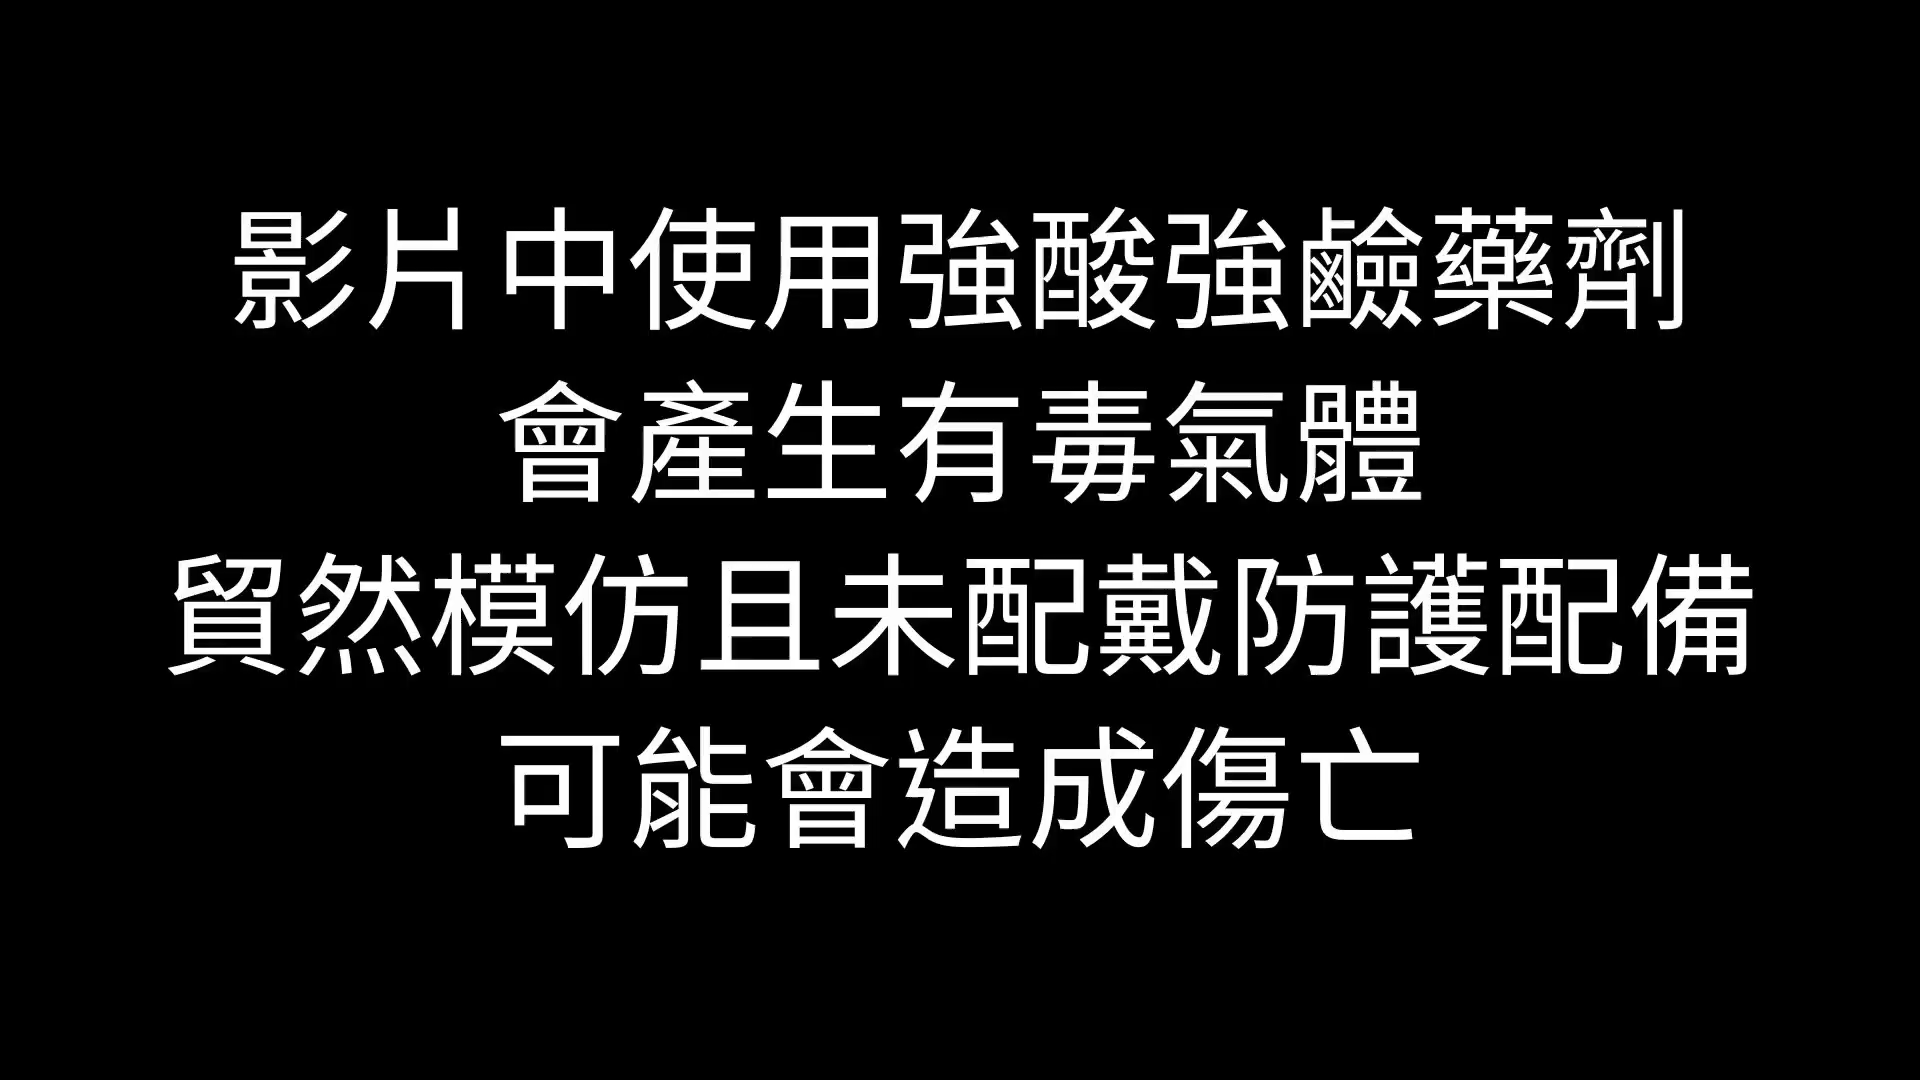 影片中使用強酸強鹼藥劑
會產生有毒氣體
貿然模仿且未配戴防護配備
可能會造成傷亡